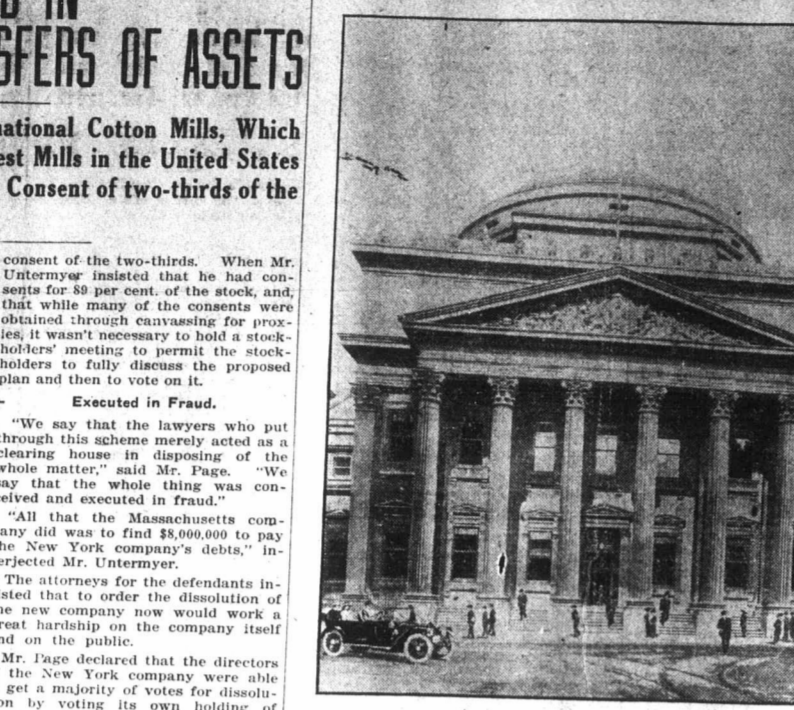 D IN
SFERS OF ASSETS
national Cotton Mills, Which
est Mills in the United States
Consent of two-thirds of the
consent of the two-thirds. When Mr.
Untermyer insisted that he had con-
sents for 89 per cent. of the stock, and,
that while many of the consents were
obtained through canvassing for prox-
ies, it wasn't necessary to hold a stock-
holders' meeting to permit the stock-
holders to fully discuss the proposed
plan and then to vote on it.
Executed in Fraud.
"We say that the lawyers who put
through this scheme merely acted as a
clearing house in disposing of the
whole matter," said Mr. Page. "We
say that the whole thing was con-
ceived and executed in fraud."
"All that the Massachusetts com-
any did was to find $8,000,000 to pay
he New York company's debts," in-
erjected Mr. Untermyer.
The attorneys for the defendants in-
sted that to order the dissolution of
he new company now would work a
reat hardship on the company itself
nd on the public.
Mr. Page declared that the directors
the New York company were able
get a majority of votes for dissolu-
on by voting its own holding of